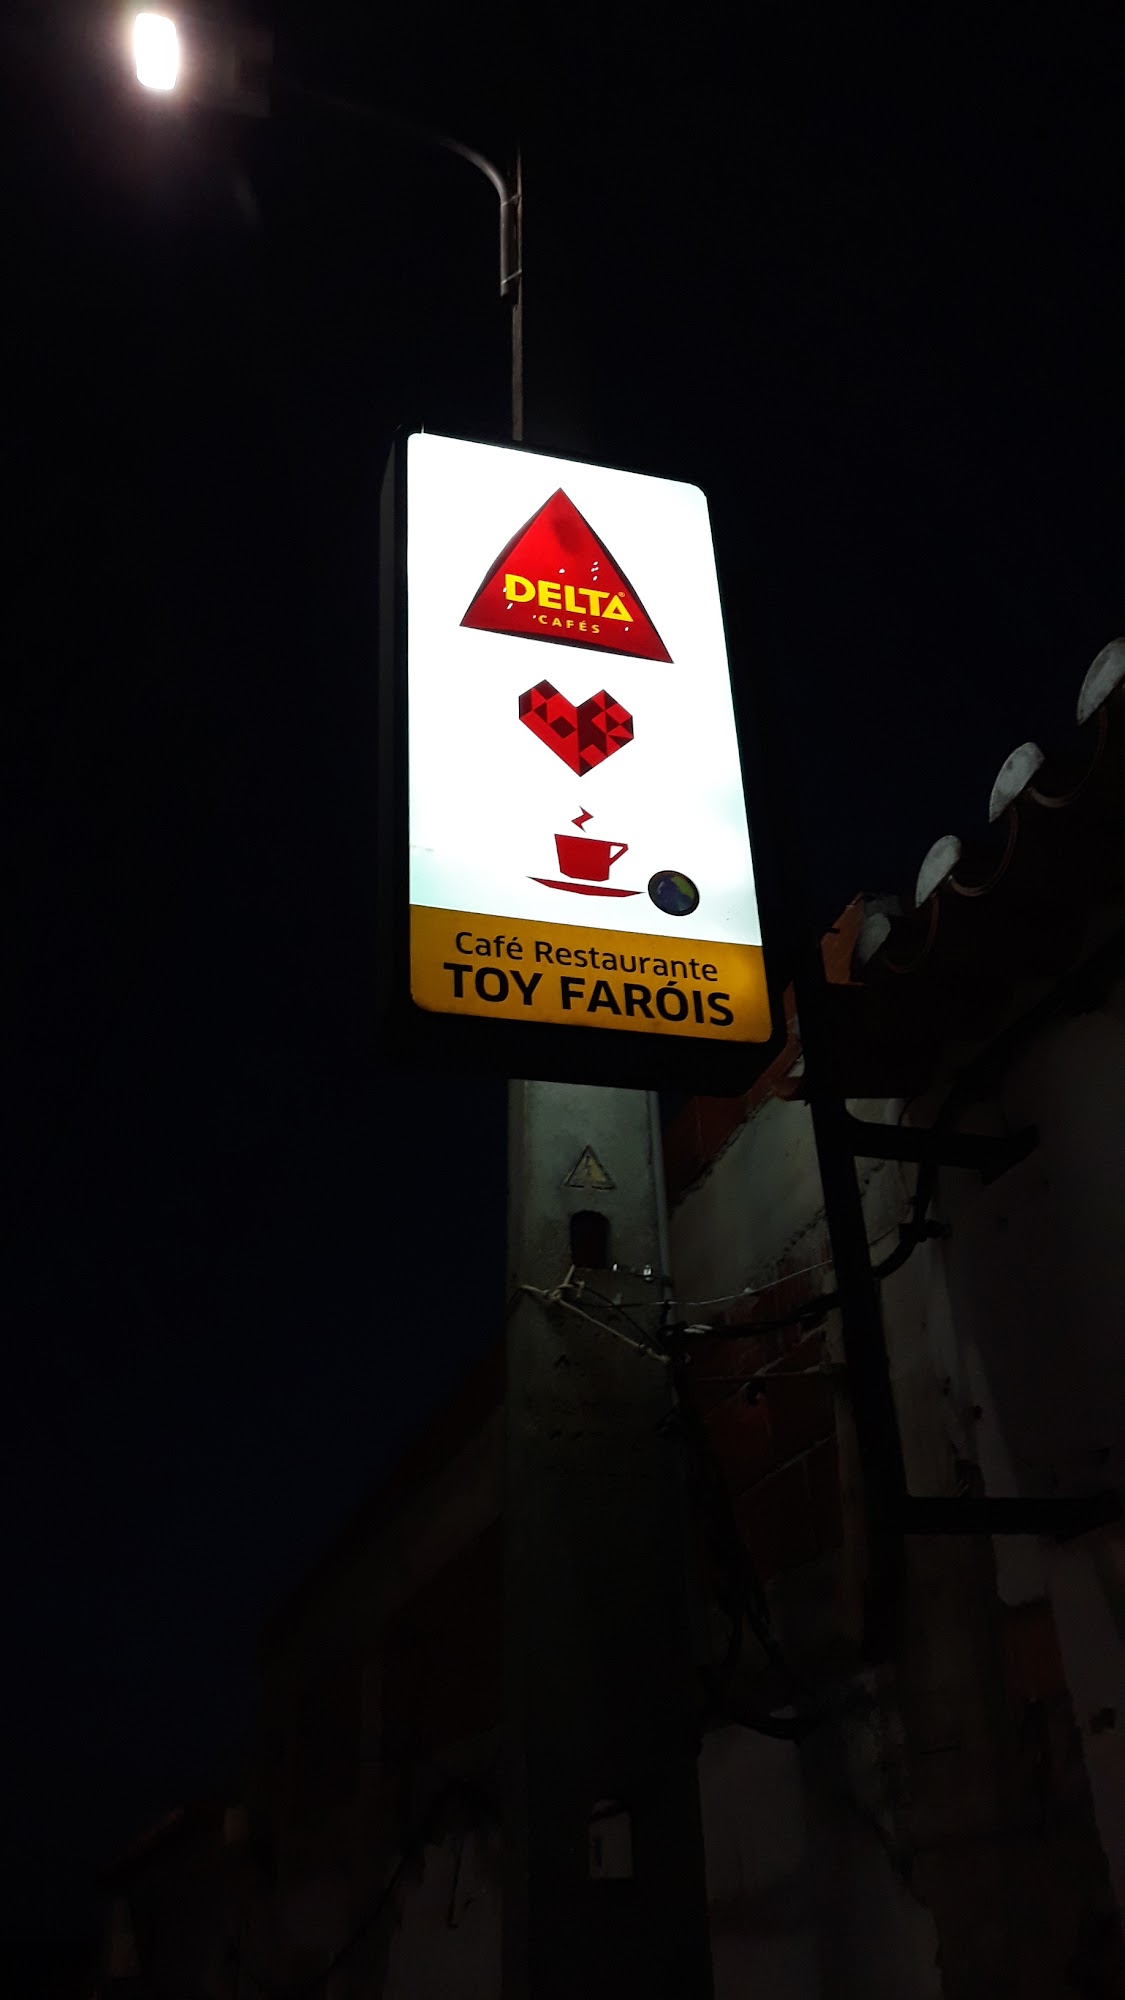 DELTA®
CAFÉS
Café Restaurante
TOY FARÓIS